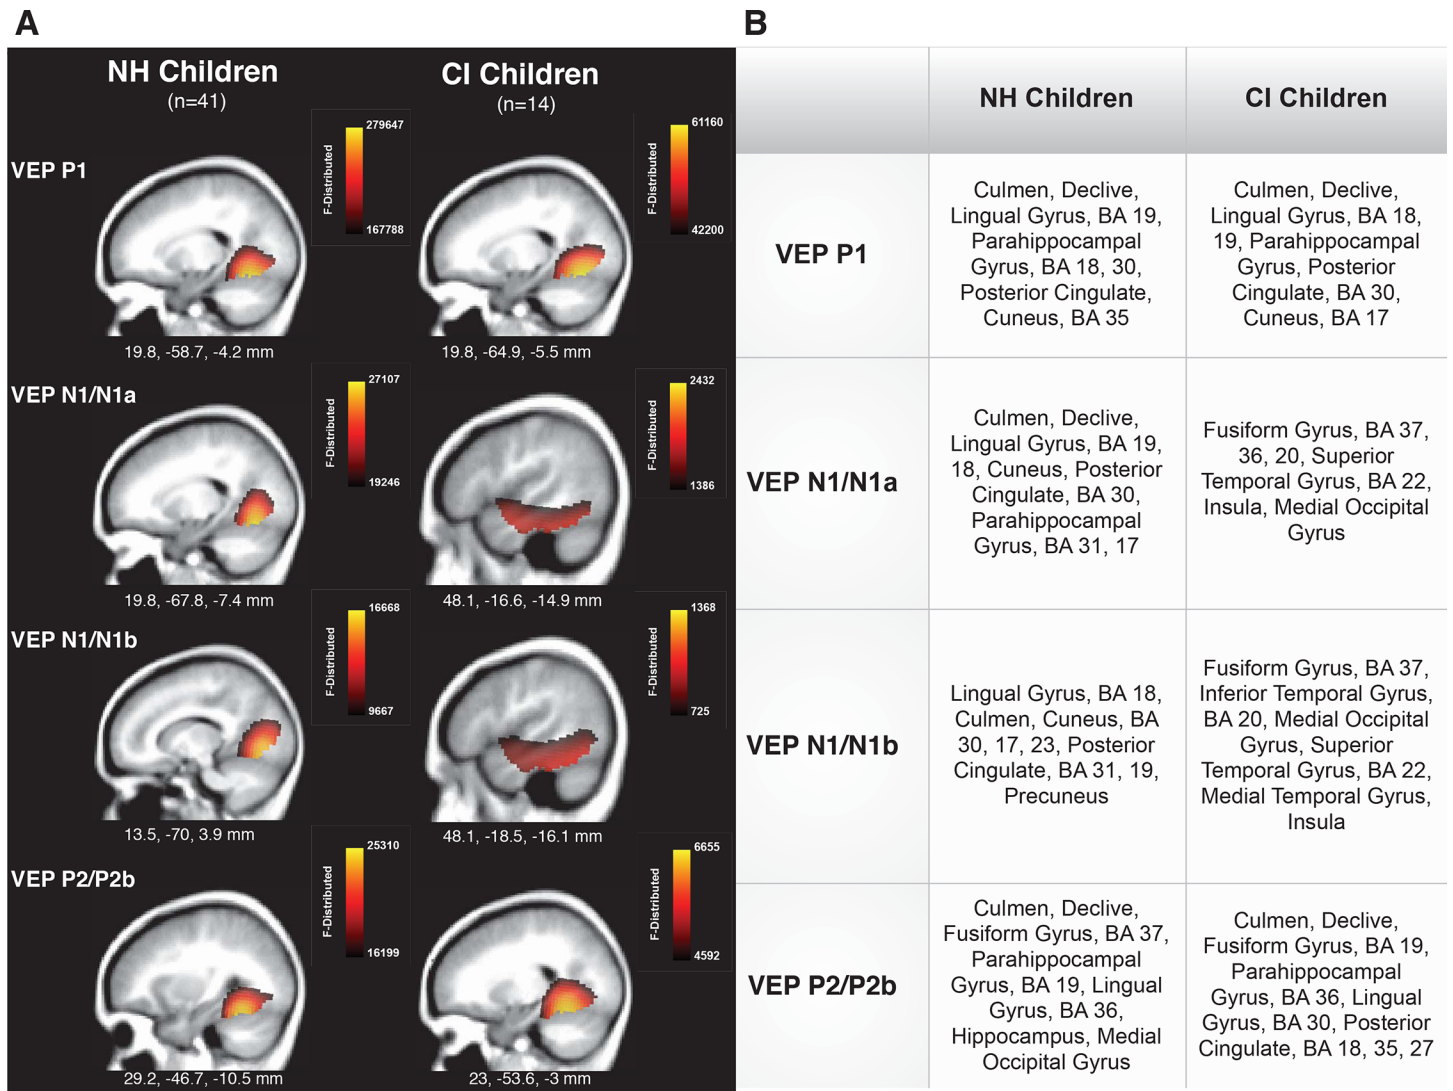 A
B
NH Children
(n=41)
CI Children
(n=14)
VEP P1
F-Distributed
279647
167788
F-Distributed
61160
42200
19.8, -58.7, -4.2 mm
19.8, -64.9, -5.5 mm
VEP N1/N1a
F-Distributed
27107
19246
F-Distributed
2432
1386
19.8, -67.8, -7.4 mm
48.1, -16.6, -14.9 mm
VEP N1/N1b
F-Distributed
16668
9667
F-Distributed
1368
725
13.5, -70, 3.9 mm
48.1, -18.5, -16.1 mm
VEP P2/P2b
F-Distributed
25310
16199
F-Distributed
6655
4592
29.2, -46.7, -10.5 mm
23, -53.6, -3 mm
NH Children
CI Children
VEP P1
Culmen, Declive,
Lingual Gyrus, BA 19,
Parahippocampal
Gyrus, BA 18, 30,
Posterior Cingulate,
Cuneus, BA 35
Culmen, Declive,
Lingual Gyrus, BA 18,
19, Parahippocampal
Gyrus, Posterior
Cingulate, BA 30,
Cuneus, BA 17
VEP N1/N1a
Culmen, Declive,
Lingual Gyrus, BA 19,
18, Cuneus, Posterior
Cingulate, BA 30,
Parahippocampal
Gyrus, BA 31, 17
Fusiform Gyrus, BA 37,
36, 20, Superior
Temporal Gyrus, BA 22,
Insula, Medial Occipital
Gyrus
VEP N1/N1b
Lingual Gyrus, BA 18,
Culmen, Cuneus, BA
30, 17, 23, Posterior
Cingulate, BA 31, 19,
Precuneus
Fusiform Gyrus, BA 37,
Inferior Temporal Gyrus,
BA 20, Medial Occipital
Gyrus, Superior
Temporal Gyrus, BA 22,
Medial Temporal Gyrus,
Insula
VEP P2/P2b
Culmen, Declive,
Fusiform Gyrus, BA 37,
Parahippocampal
Gyrus, BA 19, Lingual
Gyrus, BA 36,
Hippocampus, Medial
Occipital Gyrus
Culmen, Declive,
Fusiform Gyrus, BA 19,
Parahippocampal
Gyrus, BA 36, Lingual
Gyrus, BA 30, Posterior
Cingulate, BA 18, 35, 27